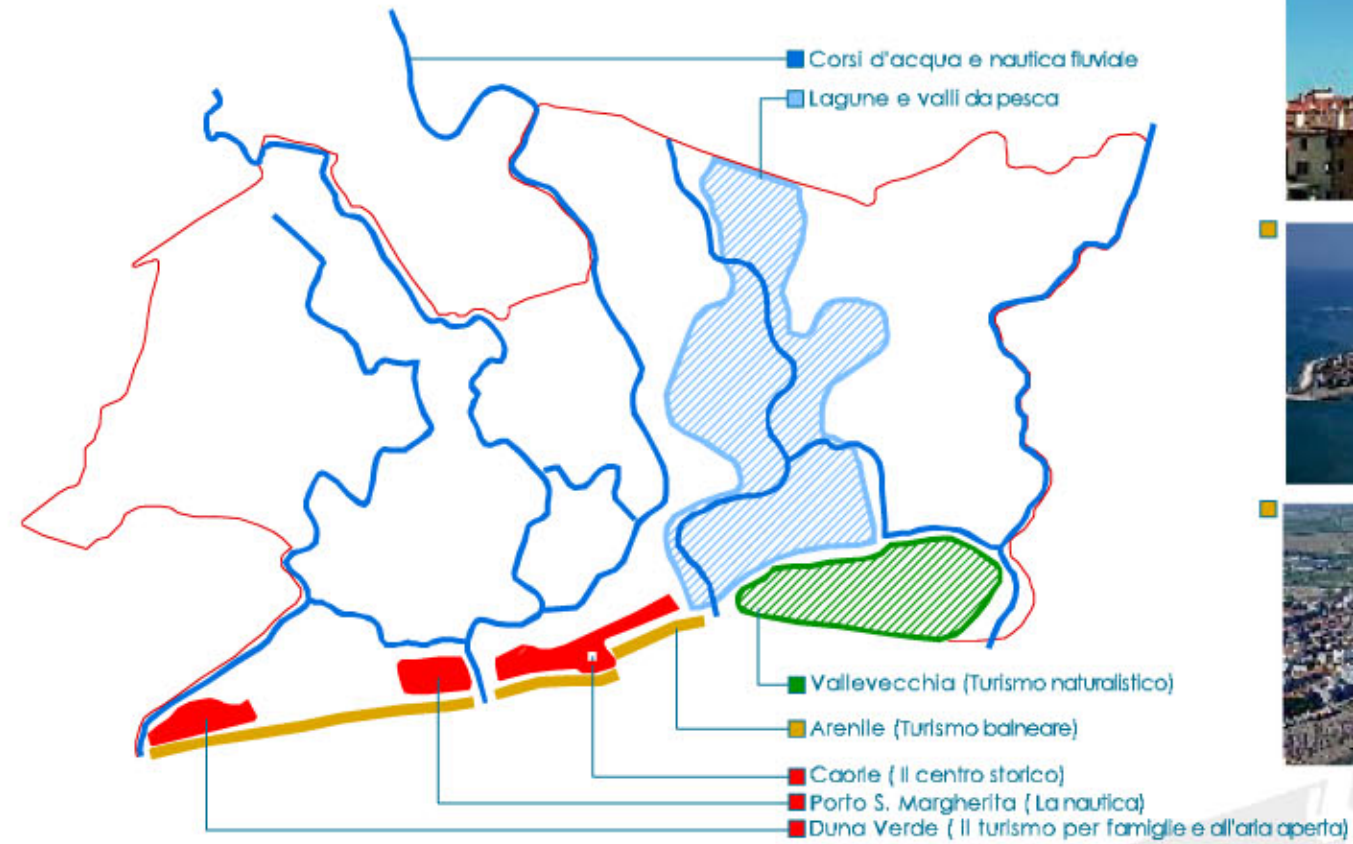 Corsi d'acqua e nautica fluviale
Lagune e valli da pesca
Vallevecchia (Turismo naturalistico)
Arenile (Turismo balneare)
Caorle ( Il centro storico)
Porto S. Margherita ( La nautica)
Duna Verde ( Il turismo per famiglie e all'aria aperta)